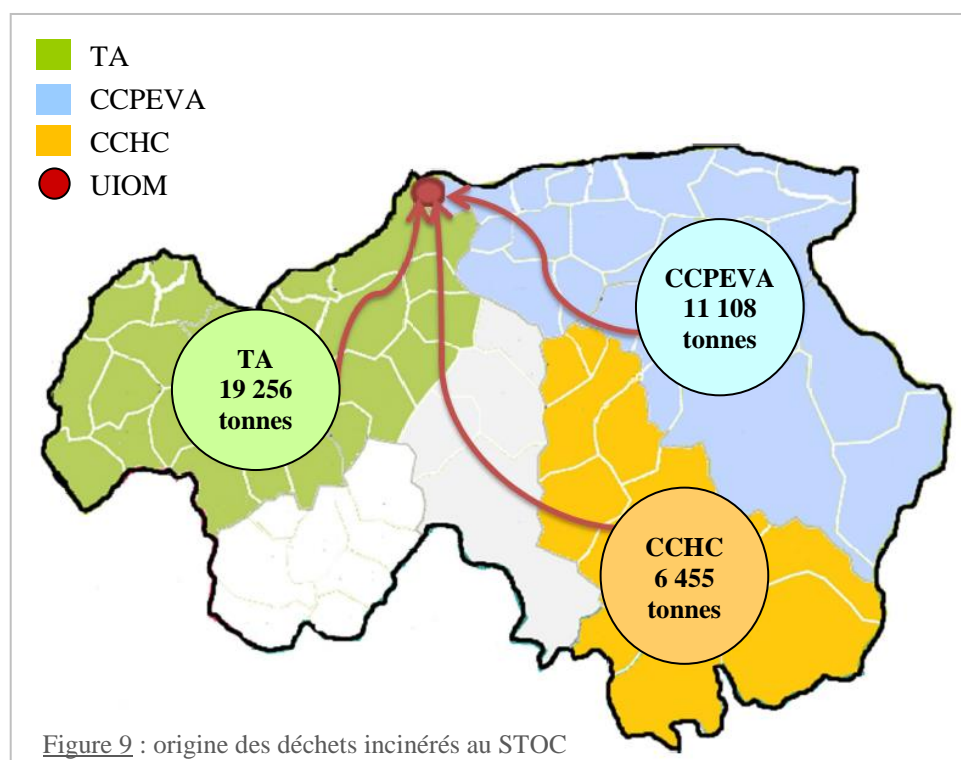 TA
CCPEVA
CCHC
UIOM
CCPEVA
11 108
tonnes
TA
19 256
tonnes
CCHC
6 455
tonnes
Figure 9 : origine des déchets incinérés au STOC